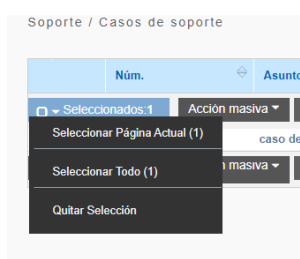 Soporte / Casos de soporte
Núm. Asunto
Seleccionados:1 Acción masiva
Seleccionar Página Actual (1)
caso de
Seleccionar Todo (1)
masiva
Quitar Selección